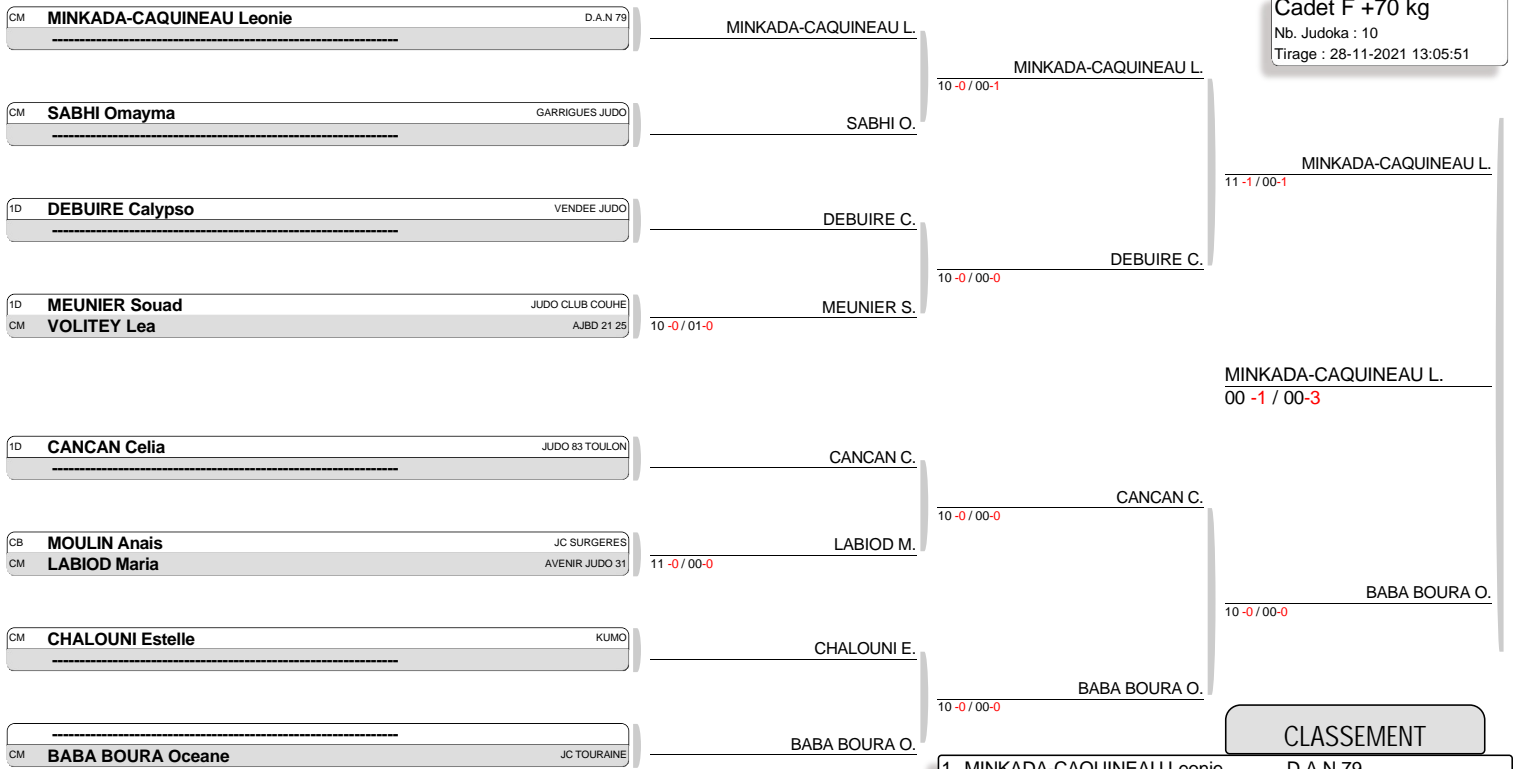 Cadet F +70 kg
Nb. Judoka : 10
Tirage : 28-11-2021 13:05:51
CM MINKADA-CAQUINEAU Leonie D.A.N 79
--------------------------------------------------------------------------
CM SABHI Omayma GARRIGUES JUDO
--------------------------------------------------------------------------
1D DEBUIRE Calypso VENDEE JUDO
--------------------------------------------------------------------------
1D MEUNIER Souad JUDO CLUB COUHE
CM VOLITEY Lea AJBD 21 25
1D CANCAN Celia JUDO 83 TOULON
--------------------------------------------------------------------------
CB MOULIN Anais JC SURGERES
CM LABIOD Maria AVENIR JUDO 31
CM CHALOUNI Estelle KUMO
--------------------------------------------------------------------------
--------------------------------------------------------------------------
CM BABA BOURA Oceane JC TOURAINE
MINKADA-CAQUINEAU L.
SABHI O.
DEBUIRE C.
MEUNIER S.
10 -0 / 01-0
CANCAN C.
LABIOD M.
11 -0 / 00-0
CHALOUNI E.
BABA BOURA O.
MINKADA-CAQUINEAU L.
10 -0 / 00-1
DEBUIRE C.
10 -0 / 00-0
CANCAN C.
10 -0 / 00-0
BABA BOURA O.
10 -0 / 00-0
MINKADA-CAQUINEAU L.
11 -1 / 00-1
MINKADA-CAQUINEAU L.
00 -1 / 00-3
BABA BOURA O.
10 -0 / 00-0
CLASSEMENT
1 MINKADA-CAQUINEAU Leonie D.A.N 79